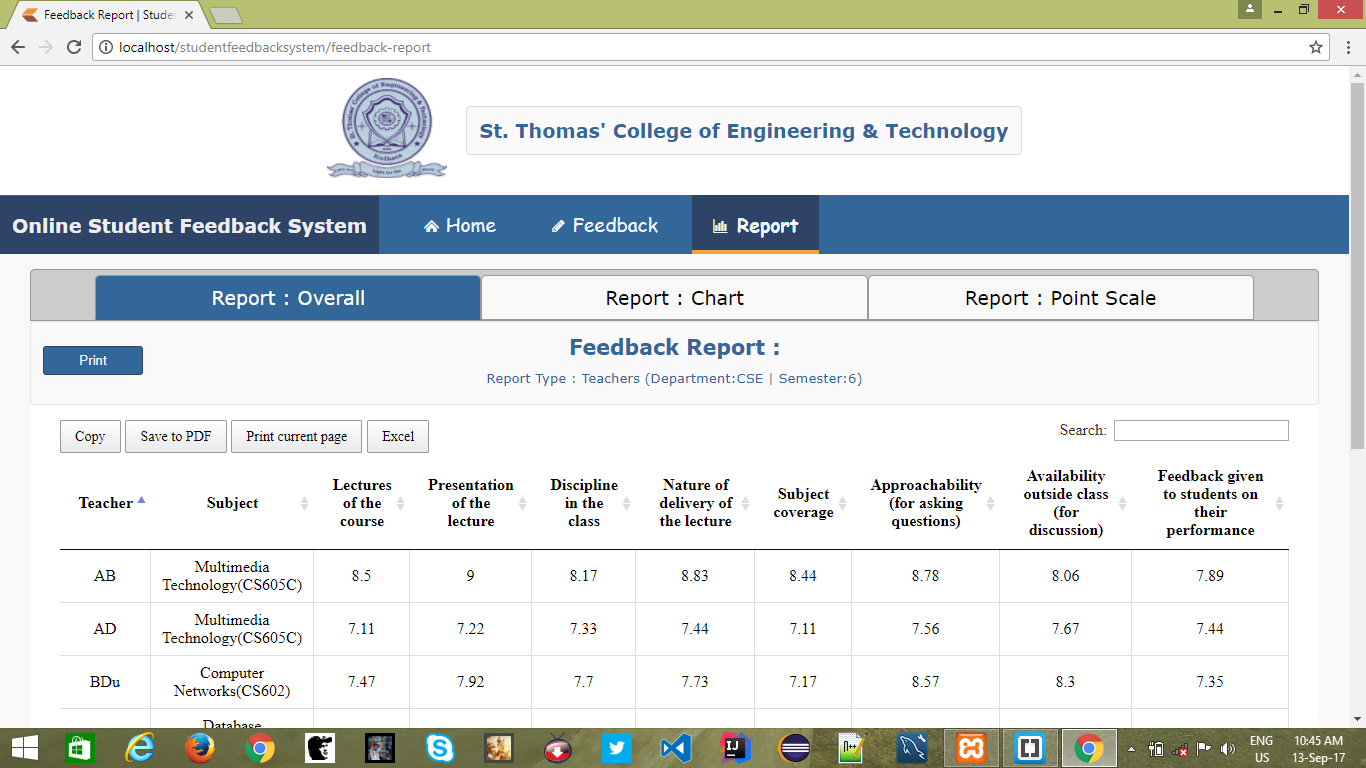 Feedback Report | Stude
localhost/studentfeedbacksystem/feedback-report
St. Thomas' College of Engineering & Technology
Kolkata
St. Thomas' College of Engineering & Technology
Online Student Feedback System
Home
Feedback
Report
Report : Overall
Report : Chart
Report : Point Scale
Print
Feedback Report :
Report Type : Teachers (Department:CSE | Semester:6)
Copy
Save to PDF
Print current page
Excel
Search:
Teacher
Subject
Lectures
of the
course
Presentation
of the
lecture
Discipline
in the
class
Nature of
delivery of
the lecture
Subject
coverage
Approachability
(for asking
questions)
Availability
outside class
(for
discussion)
Feedback given
to students on
their
performance
AB
Multimedia
Technology(CS605C)
8.5
9
8.17
8.83
8.44
8.78
8.06
7.89
AD
Multimedia
Technology(CS605C)
7.11
7.22
7.33
7.44
7.11
7.56
7.67
7.44
BDu
Computer
Networks(CS602)
7.47
7.92
7.7
7.73
7.17
8.57
8.3
7.35
Database
ENG
US
10:45 AM
13-Sep-17